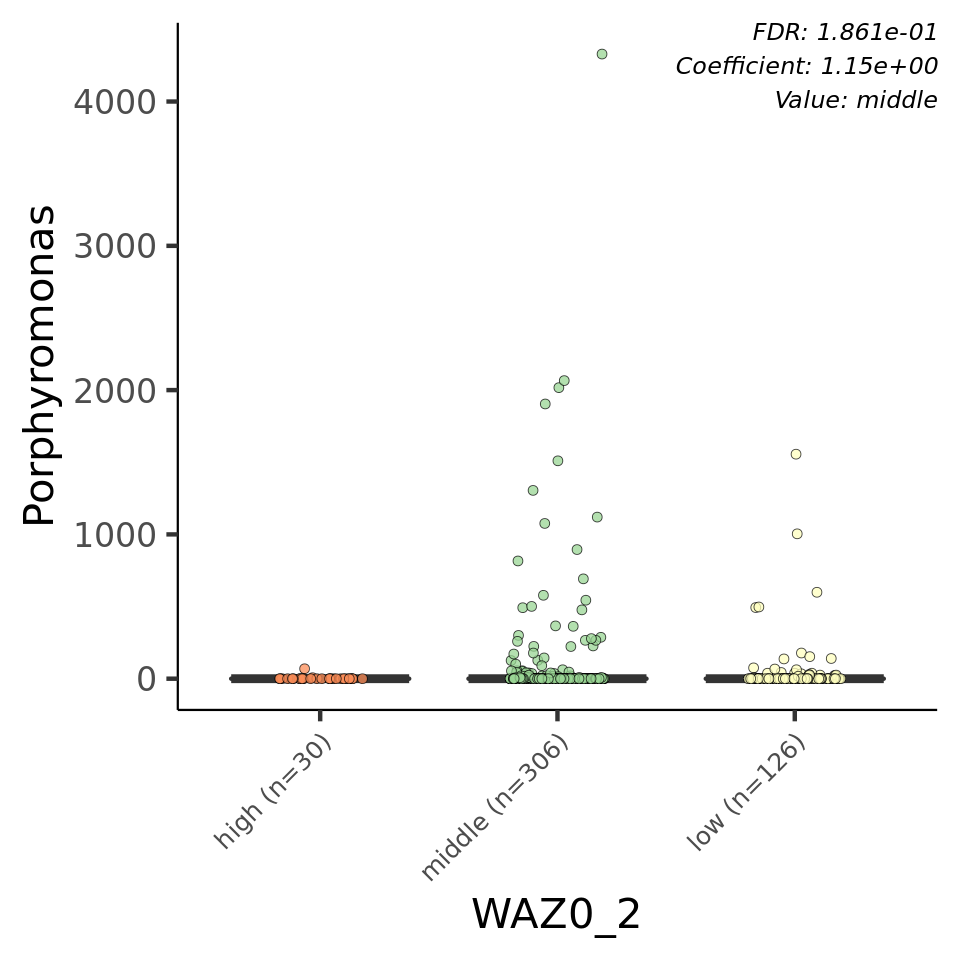 FDR: 1.861e-01
Coefficient: 1.15e+00
Value: middle
4000
3000
2000
1000
0
Porphyromonas
high (n=30)
middle (n=306)
low (n=126)
WAZ0_2